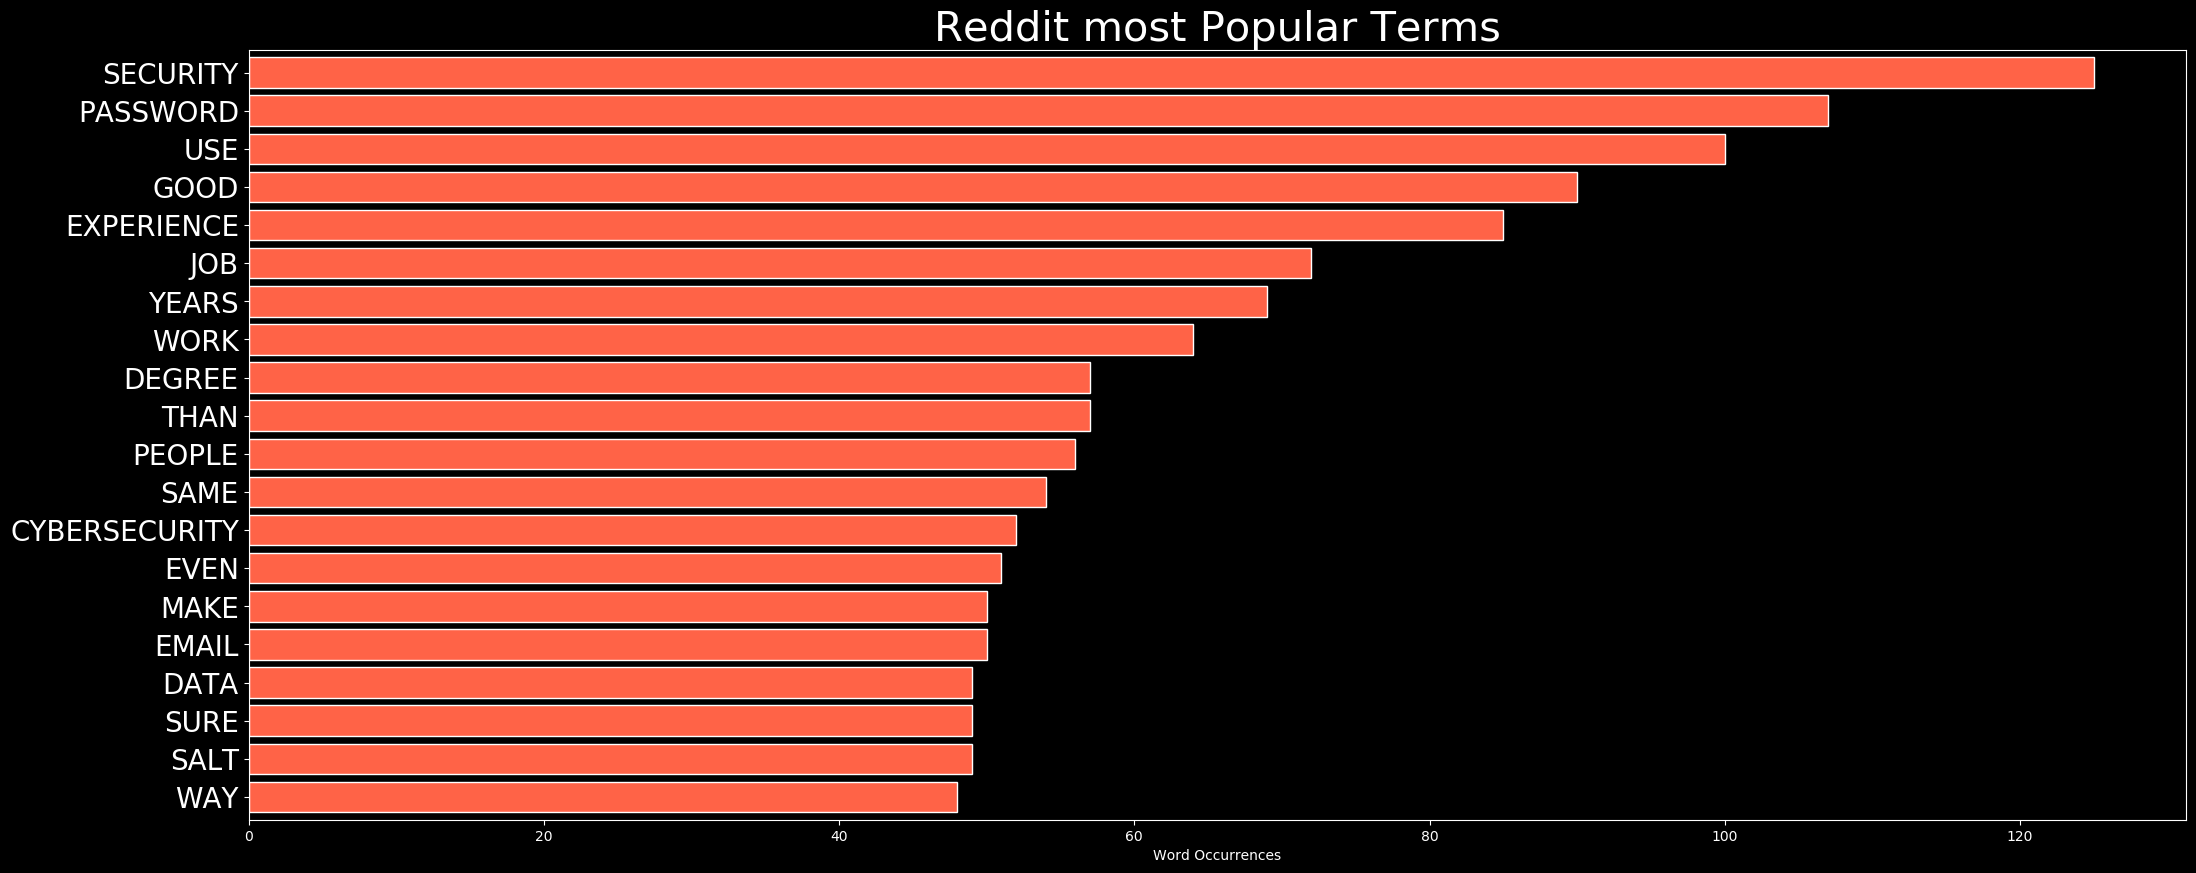 Reddit most Popular Terms
SECURITY
PASSWORD
USE
GOOD
EXPERIENCE
JOB
YEARS
WORK
DEGREE
THAN
PEOPLE
SAME
CYBERSECURITY
EVEN
MAKE
EMAIL
DATA
SURE
SALT
WAY
0 20 40 60 80 100 120
Word Occurrences